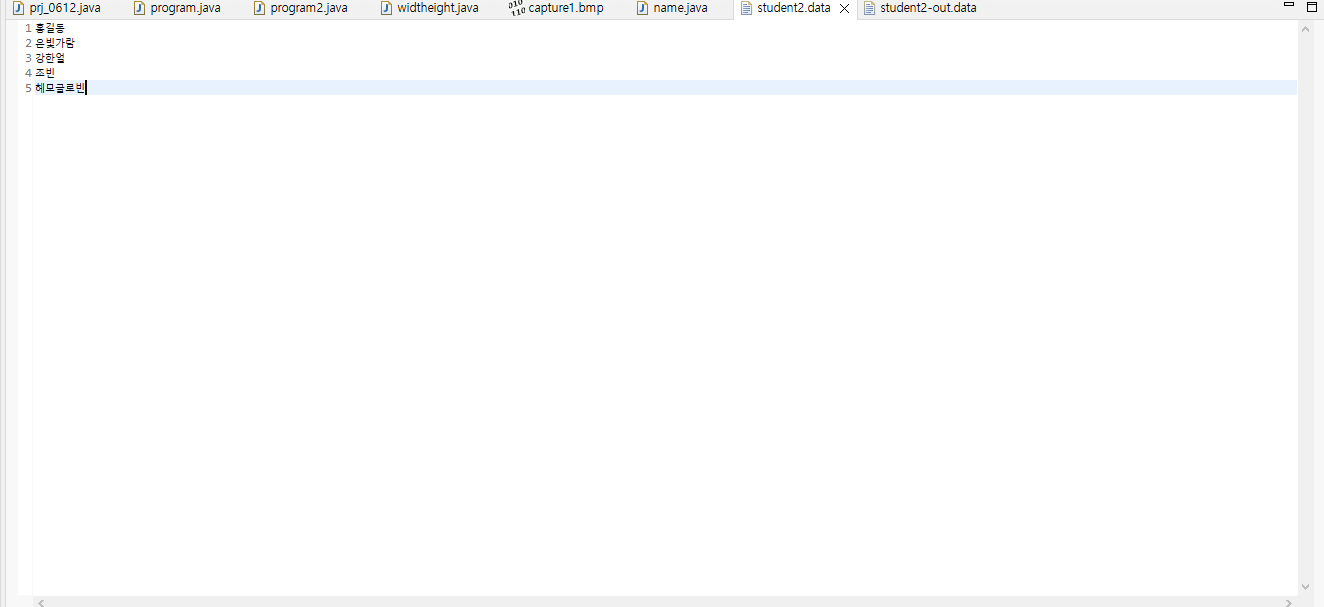 prj_0612.java program.java program2.java widtheight.java capture1.bmp name.java student2.data student2-out.data
1 홍길동
2 은빛가람
3 강한얼
4 조빈
5 헤모글로빈